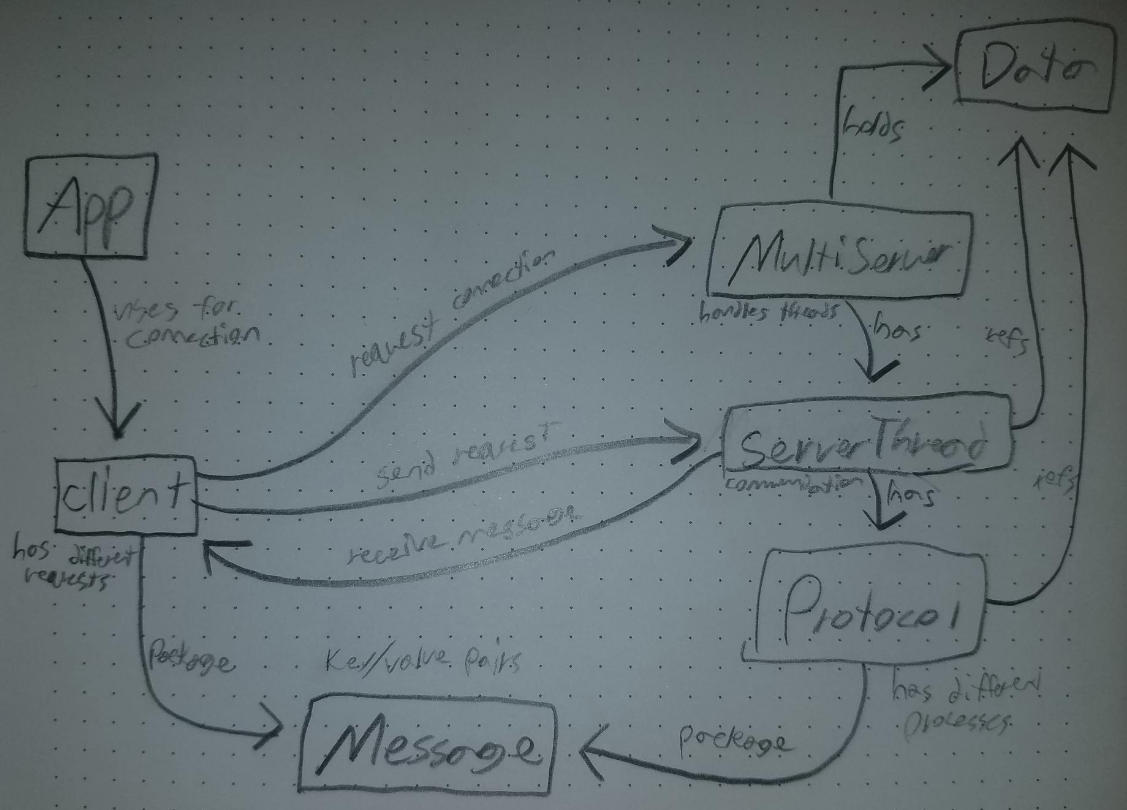 Data
holds
App
MultiServer
handles threads
request connection
uses for
connection
has
refs
ServerThread
send request
has
refs
client
receive message
has different
requests
Protocol
package
Key/value pairs
has different
processes
Message
package